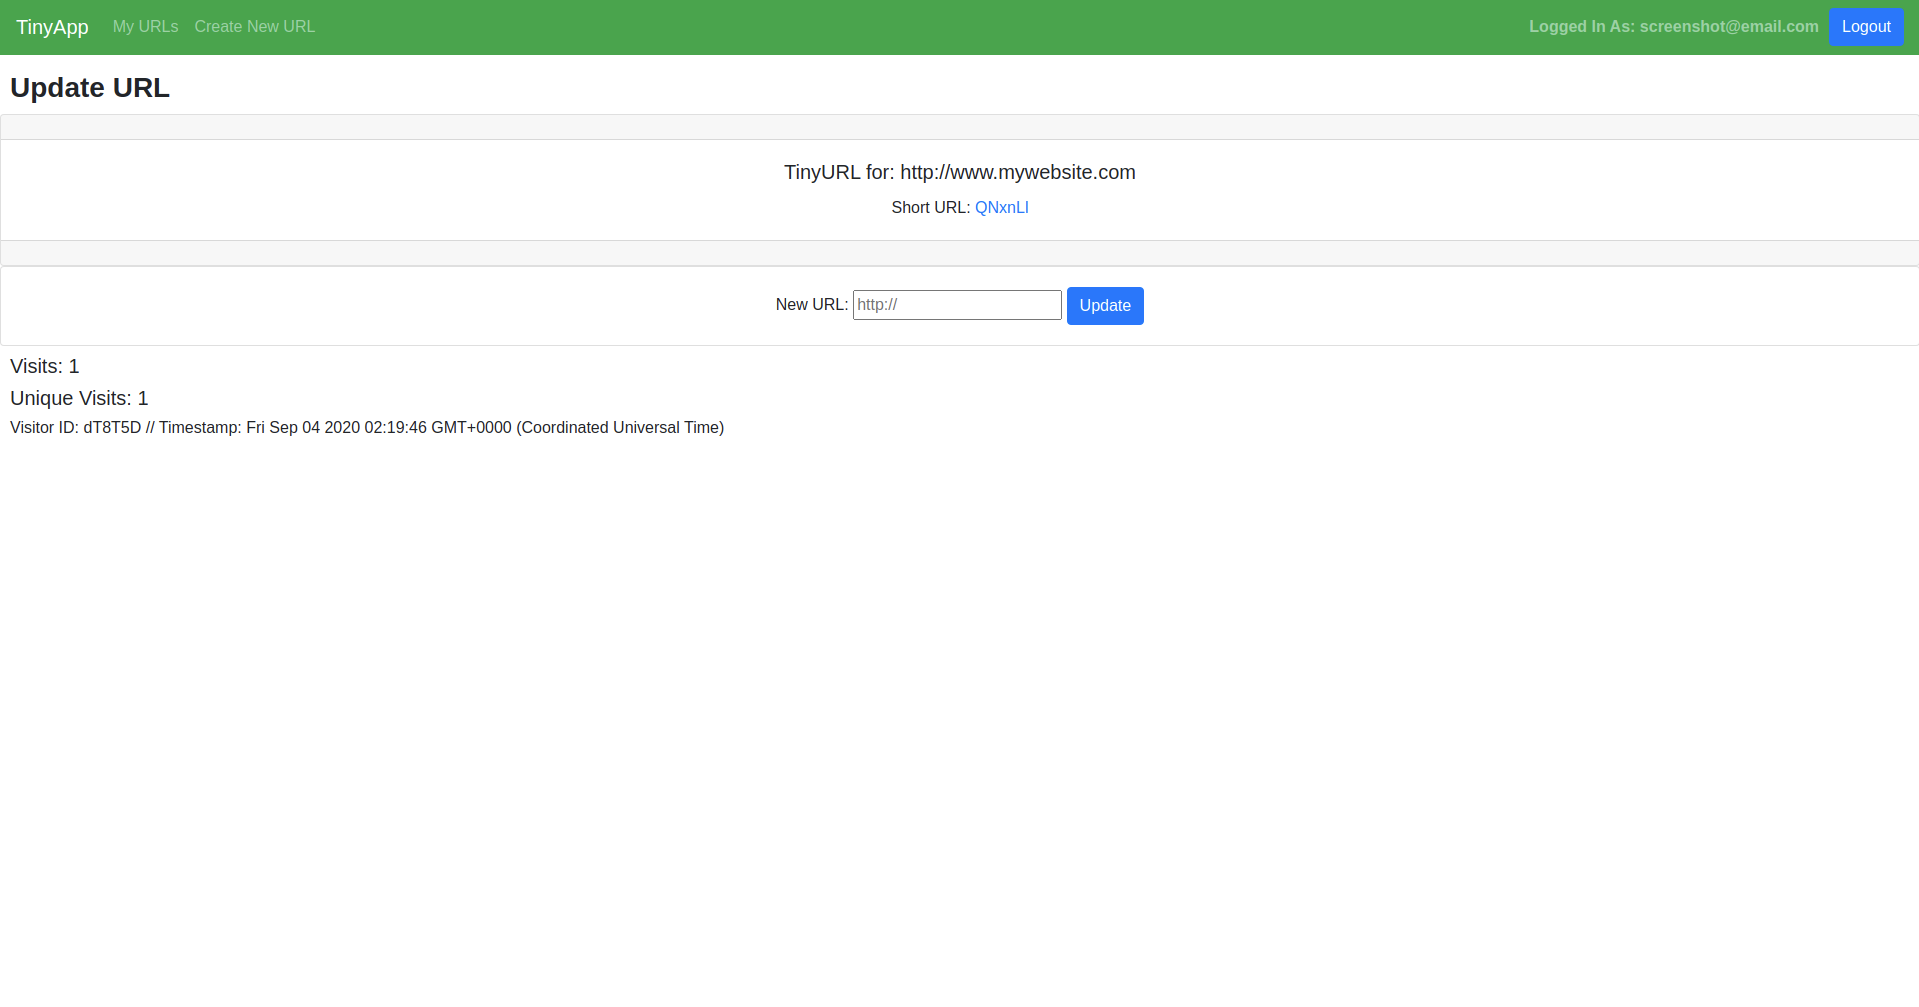 TinyApp My URLs Create New URL Logged In As: screenshot@email.com Logout
Update URL
TinyURL for: http://www.mywebsite.com
Short URL: QNxnLl
New URL: http:// Update
Visits: 1
Unique Visits: 1
Visitor ID: dT8T5D // Timestamp: Fri Sep 04 2020 02:19:46 GMT+0000 (Coordinated Universal Time)